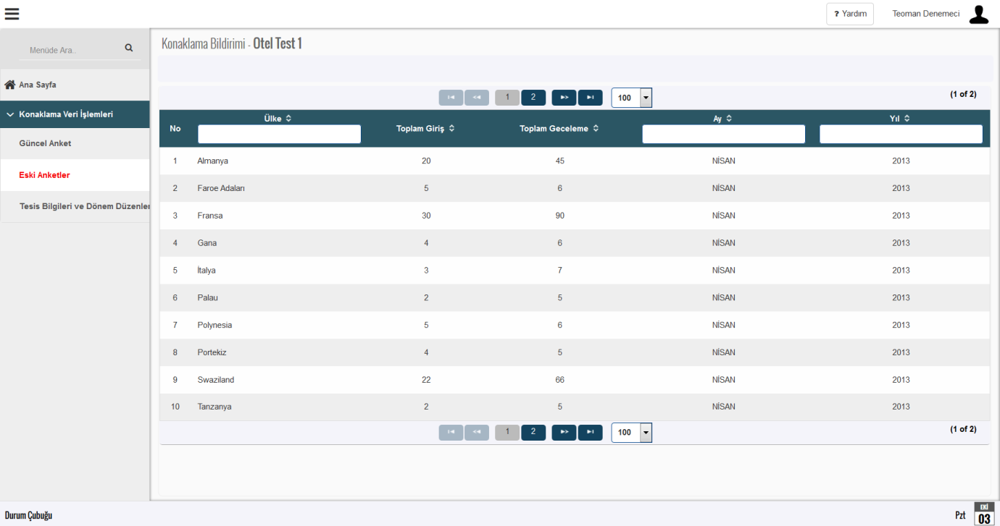 ? Yardım
Teoman Denemeci
Menüde Ara..
Ana Sayfa
Konaklama Veri İşlemleri
Güncel Anket
Eski Anketler
Tesis Bilgileri ve Dönem Düzenle
Konaklama Bildirimi - Otel Test 1
1 2 100 (1 of 2)
No Ülke Toplam Giriş Toplam Geceleme Ay Yıl
1 Almanya 20 45 NİSAN 2013
2 Faroe Adaları 5 6 NİSAN 2013
3 Fransa 30 90 NİSAN 2013
4 Gana 4 6 NİSAN 2013
5 İtalya 3 7 NİSAN 2013
6 Palau 2 5 NİSAN 2013
7 Polynesia 5 6 NİSAN 2013
8 Portekiz 4 5 NİSAN 2013
9 Swaziland 22 66 NİSAN 2013
10 Tanzanya 2 5 NİSAN 2013
1 2 100 (1 of 2)
Durum Çubuğu
Pzt
EKİ
03